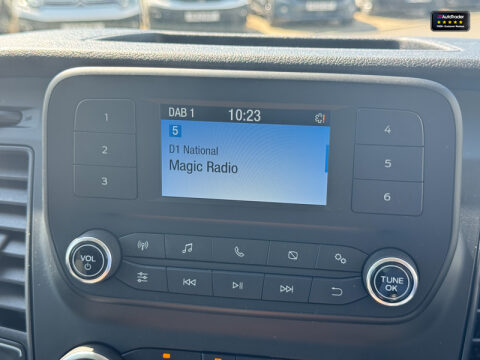 AutoTrader
DAB 1
10:23
5
D1 National
Magic Radio
1
2
3
4
5
6
VOL
TUNE
OK